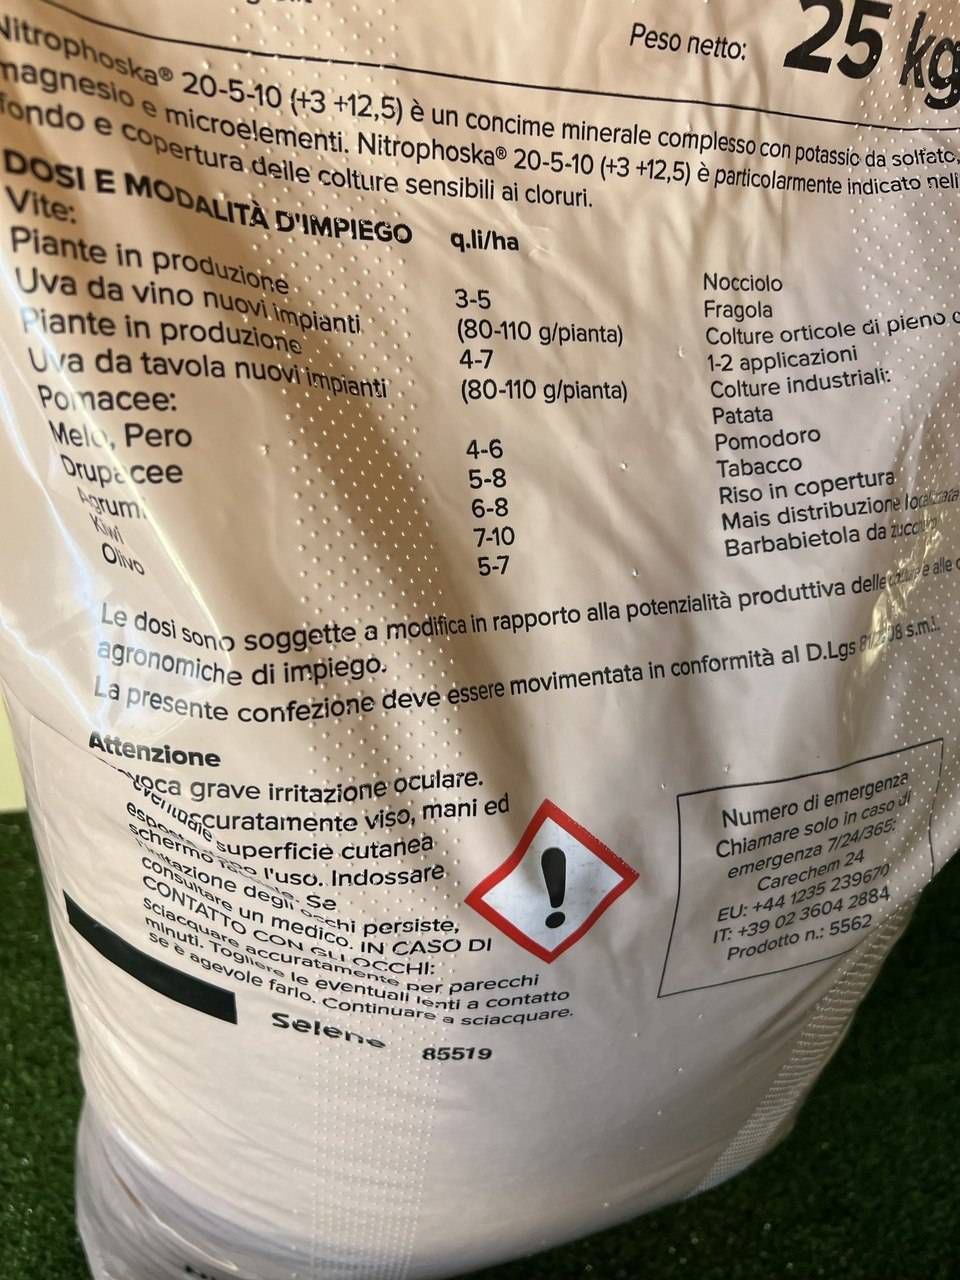 Peso netto: 25 kg
Nitrophoska® 20-5-10 (+3 +12,5) è un concime minerale complesso con potassio da solfato,
magnesio e microelementi. Nitrophoska® 20-5-10 (+3 +12,5) è particolarmente indicato
fondo e copertura delle colture sensibili ai cloruri.
DOSI E MODALITÀ D'IMPIEGO q.li/ha
Vite:
Piante in produzione 3-5
Uva da vino nuovi impianti (80-110 g/pianta)
Piante in produzione 4-7
Uva da tavola nuovi impianti (80-110 g/pianta)
Pomacee:
Melo, Pero 4-6
Drupacee 5-8
Agrumi 6-8
Kiwi 7-10
Olivo 5-7
Nocciolo
Fragola
Colture orticole di pieno
1-2 applicazioni
Colture industriali:
Patata
Pomodoro
Tabacco
Riso in copertura
Mais distribuzione
Barbabietola da
Le dosi sono soggette a modifica in rapporto alla potenzialità produttiva delle e alle
agronomiche di impiego.
La presente confezione deve essere movimentata in conformità al D.Lgs s.m.i.
Attenzione
grave irritazione oculare.
accuratamente viso, mani ed
superficie cutanea
l'uso. Indossare
schermo
Se
degli occhi persiste,
consultare un medico. IN CASO DI
CONTATTO CON GLI OCCHI:
sciacquare accuratamente per parecchi
minuti. Togliere le eventuali lenti a contatto
se è agevole farlo. Continuare a sciacquare.
Selene 85519
Numero di emergenza
Chiamare solo in caso di
emergenza 7/24/365:
Carechem 24
EU: +44 1235 239670
IT: +39 02 3604 2884
Prodotto n.: 5562